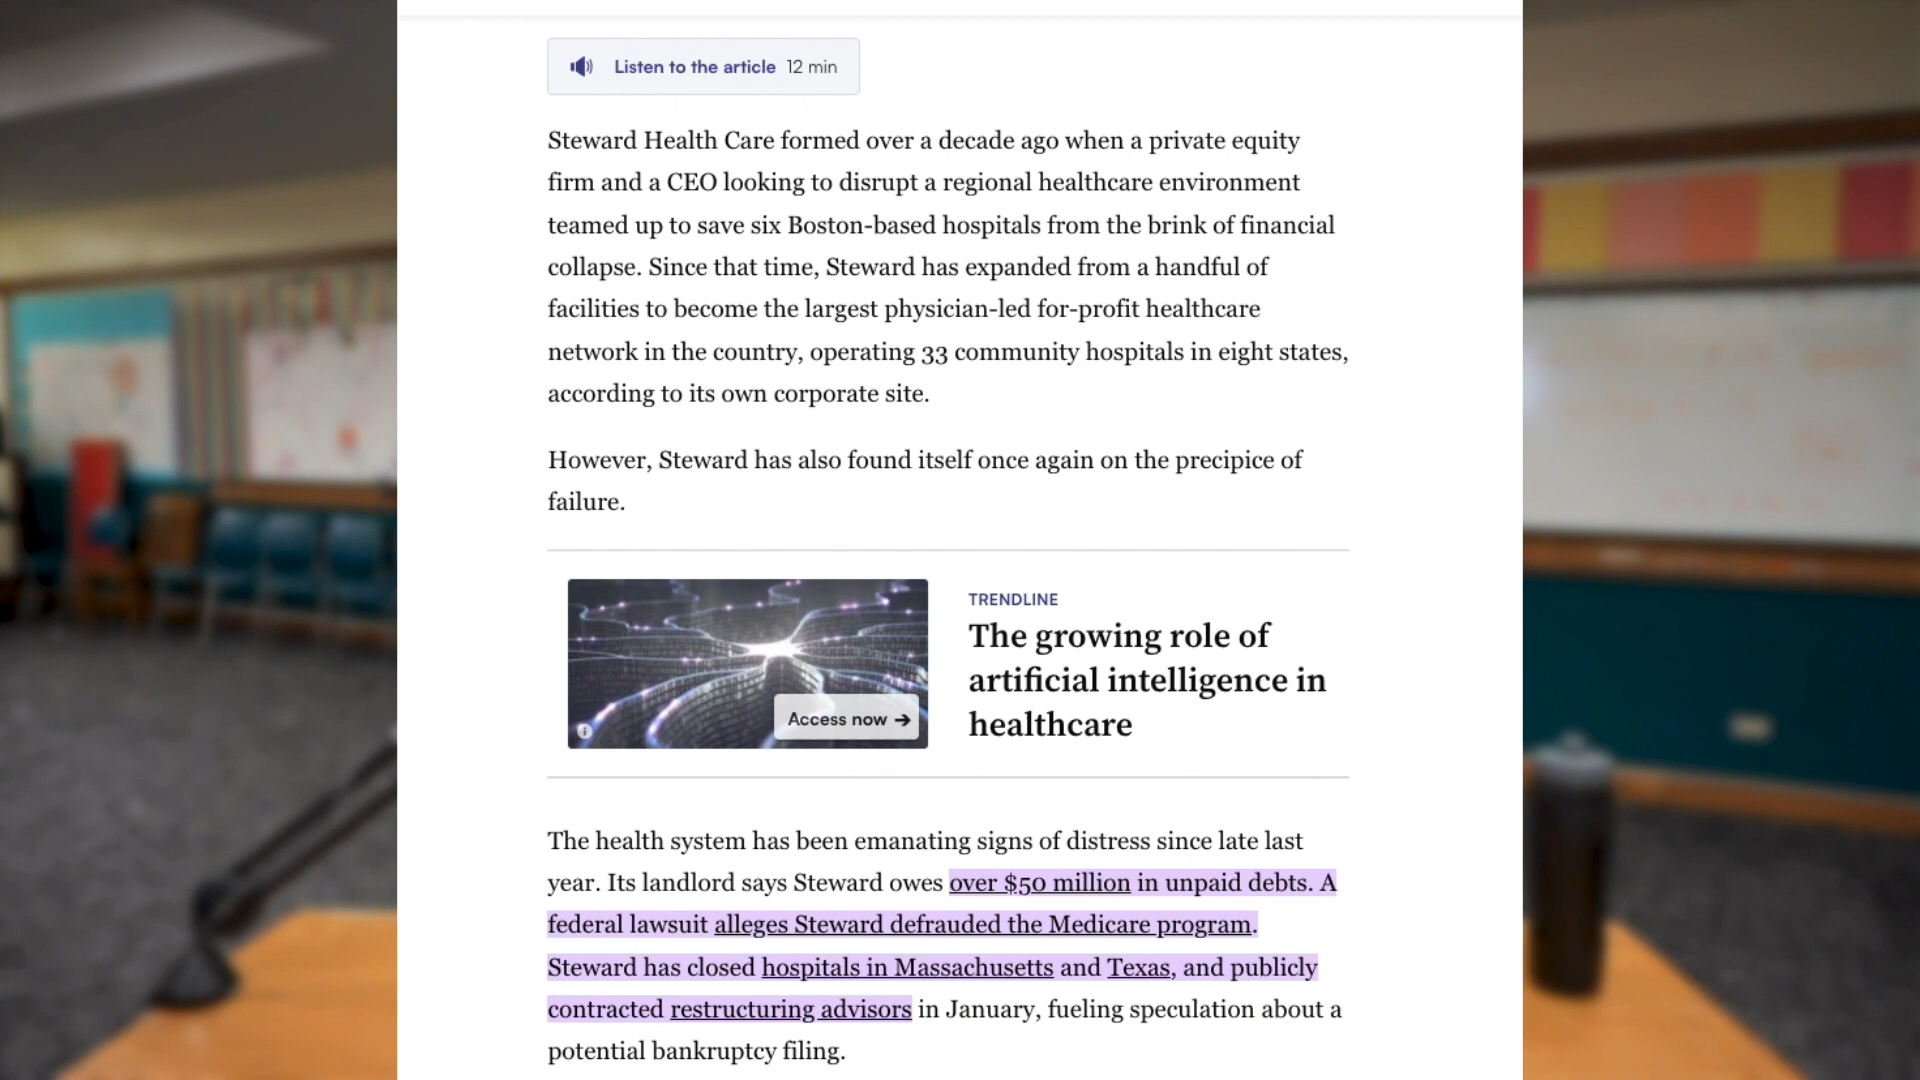 Listen to the article 12 min
Steward Health Care formed over a decade ago when a private equity
firm and a CEO looking to disrupt a regional healthcare environment
teamed up to save six Boston-based hospitals from the brink of financial
collapse. Since that time, Steward has expanded from a handful of
facilities to become the largest physician-led for-profit healthcare
network in the country, operating 33 community hospitals in eight states,
according to its own corporate site.
However, Steward has also found itself once again on the precipice of
failure.
Access now →
TRENDLINE
The growing role of
artificial intelligence in
healthcare
The health system has been emanating signs of distress since late last
year. Its landlord says Steward owes over $50 million in unpaid debts. A
federal lawsuit alleges Steward defrauded the Medicare program.
Steward has closed hospitals in Massachusetts and Texas, and publicly
contracted restructuring advisors in January, fueling speculation about a
potential bankruptcy filing.